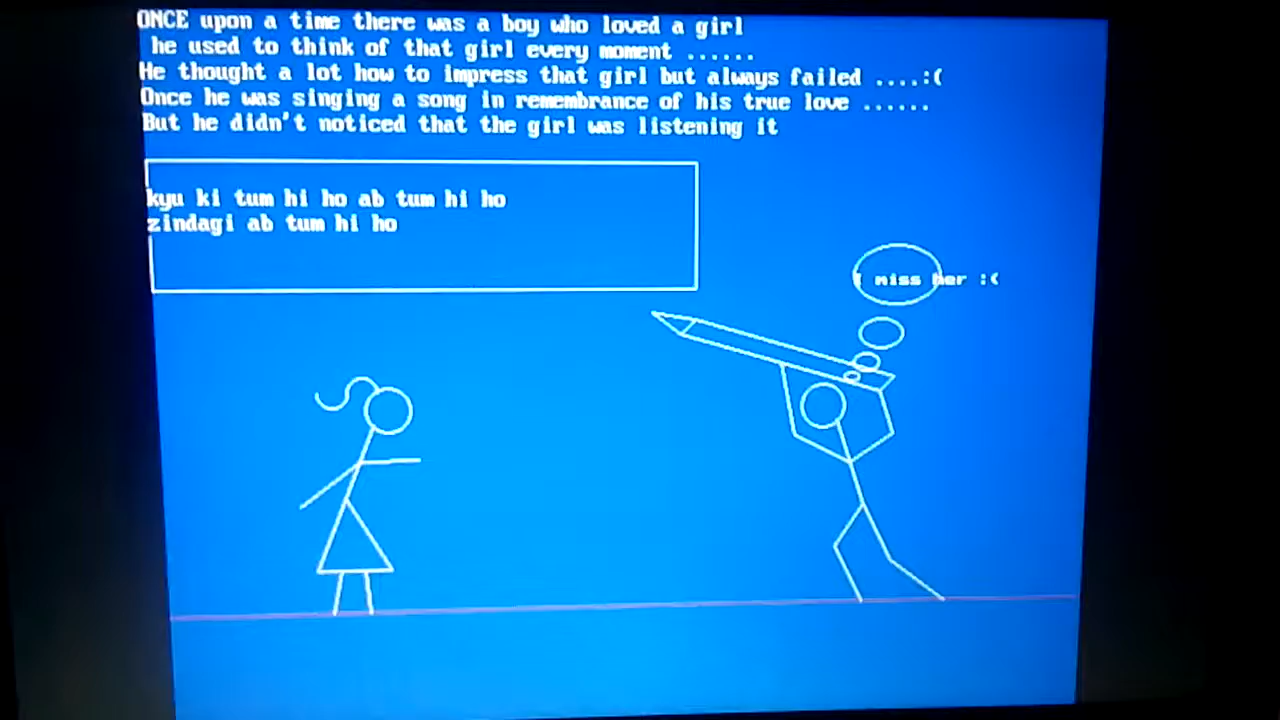 ONCE upon a time there was a boy who loved a girl
he used to think of that girl every moment ......
He thought a lot how to impress that girl but always failed ....:(
Once he was singing a song in remembrance of his true love ......
But he didn't noticed that the girl was listening it
kyu ki tum hi ho ab tum hi ho
zindagi ab tum hi ho
I miss her :(